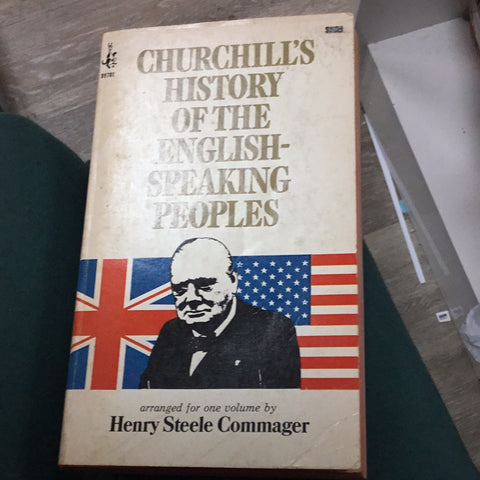 CHURCHILL'S
HISTORY
OF THE
ENGLISH-
SPEAKING
PEOPLES
arranged for one volume by
Henry Steele Commager